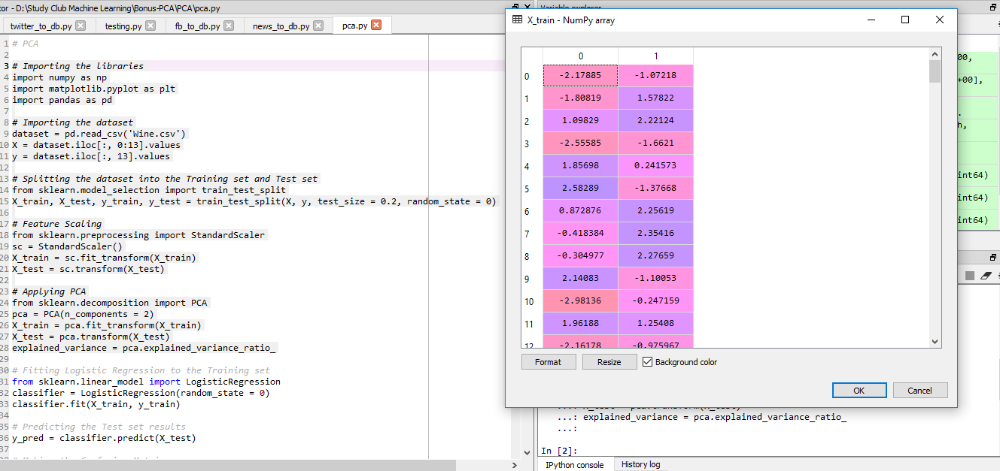 tor - D:\Study Club Machine Learning\Bonus-PCA\PCA\pca.py
twitter_to_db.py
testing.py
fb_to_db.py
news_to_db.py
pca.py
1 # PCA
2
3 # Importing the libraries
4 import numpy as np
5 import matplotlib.pyplot as plt
6 import pandas as pd
7
8 # Importing the dataset
9 dataset = pd.read_csv('Wine.csv')
10 X = dataset.iloc[:, 0:13].values
11 y = dataset.iloc[:, 13].values
12
13 # Splitting the dataset into the Training set and Test set
14 from sklearn.model_selection import train_test_split
15 X_train, X_test, y_train, y_test = train_test_split(X, y, test_size = 0.2, random_state = 0)
16
17 # Feature Scaling
18 from sklearn.preprocessing import StandardScaler
19 sc = StandardScaler()
20 X_train = sc.fit_transform(X_train)
21 X_test = sc.transform(X_test)
22
23 # Applying PCA
24 from sklearn.decomposition import PCA
25 pca = PCA(n_components = 2)
26 X_train = pca.fit_transform(X_train)
27 X_test = pca.transform(X_test)
28 explained_variance = pca.explained_variance_ratio_
29
30 # Fitting Logistic Regression to the Training set
31 from sklearn.linear_model import LogisticRegression
32 classifier = LogisticRegression(random_state = 0)
33 classifier.fit(X_train, y_train)
34
35 # Predicting the Test set results
36 y_pred = classifier.predict(X_test)
37
Variable explorer
X_train - NumPy array
0 1
0 -2.17885 -1.07218
1 -1.80819 1.57822
2 1.09829 2.22124
3 -2.55585 -1.6621
4 1.85698 0.241573
5 2.58289 -1.37668
6 0.872876 2.25619
7 -0.418384 2.35416
8 -0.304977 2.27659
9 2.14083 -1.10053
10 -2.98136 -0.247159
11 1.96188 1.25408
12 -2.16178 -0.975967
Format
Resize
Background color
OK
Cancel
00,
+00],
h,
int64)
int64)
int64)
...: explained_variance = pca.explained_variance_ratio_
...:
In [2]:
IPython console
History log